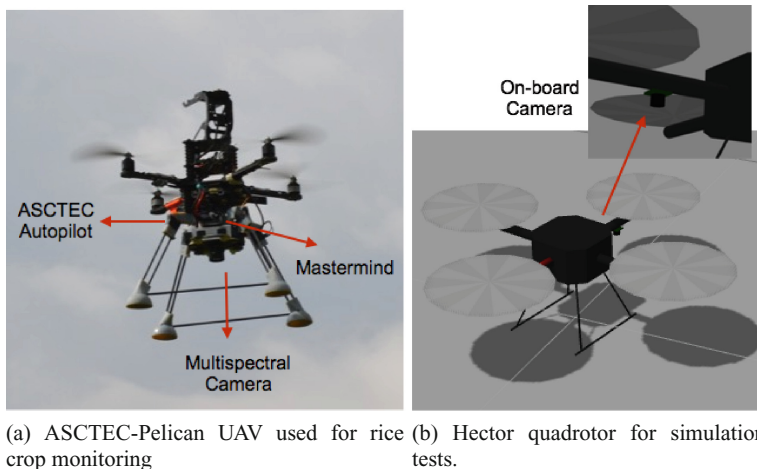 On-board
Camera
ASCTEC
Autopilot
Mastermind
Multispectral
Camera
(a) ASCTEC-Pelican UAV used for rice
crop monitoring
(b) Hector quadrotor for simulation
tests.